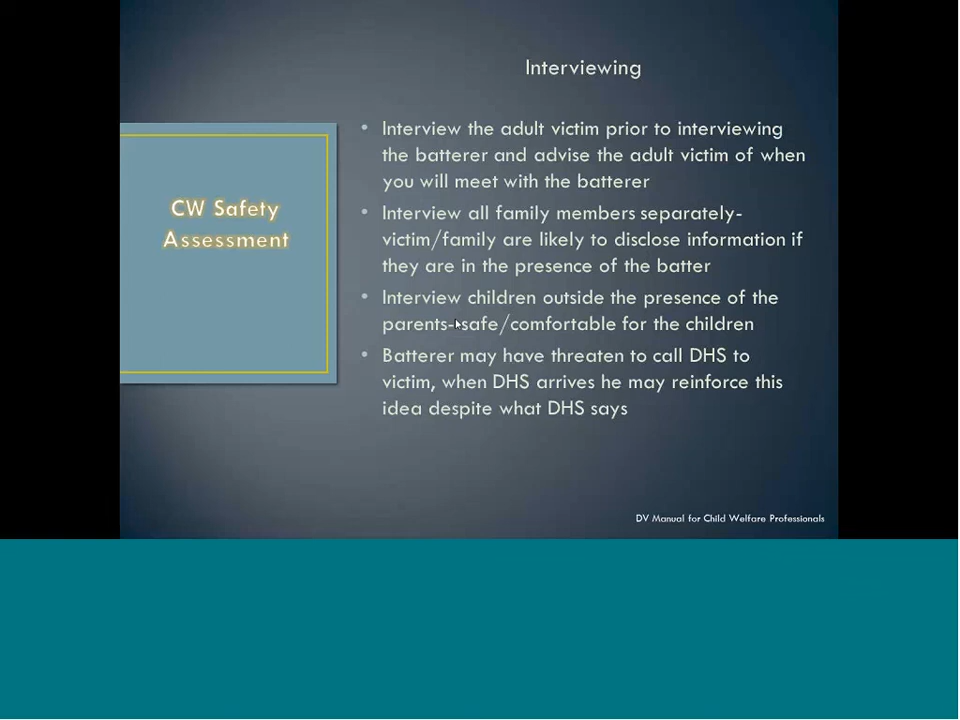 Interviewing
CW Safety
Assessment
• Interview the adult victim prior to interviewing
the batterer and advise the adult victim of when
you will meet with the batterer
• Interview all family members separately-
victim/family are likely to disclose information if
they are in the presence of the batter
• Interview children outside the presence of the
parents- safe/comfortable for the children
• Batterer may have threaten to call DHS to
victim, when DHS arrives he may reinforce this
idea despite what DHS says
DV Manual for Child Welfare Professionals